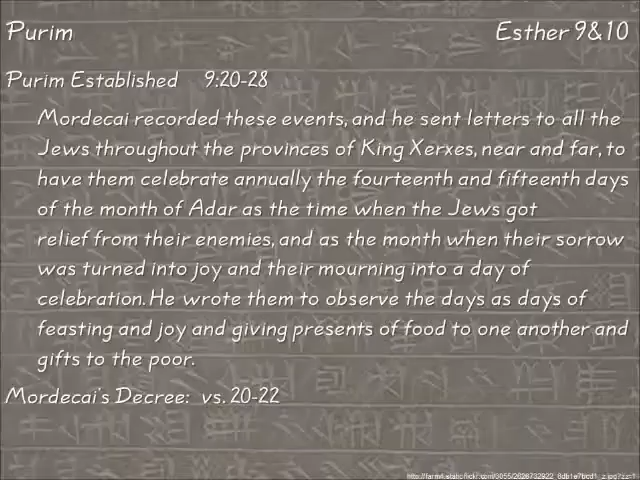 Purim Esther 9&10
Purim Established 9:20-28
Mordecai recorded these events, and he sent letters to all the
Jews throughout the provinces of King Xerxes, near and far, to
have them celebrate annually the fourteenth and fifteenth days
of the month of Adar as the time when the Jews got
relief from their enemies, and as the month when their sorrow
was turned into joy and their mourning into a day of
celebration. He wrote them to observe the days as days of
feasting and joy and giving presents of food to one another and
gifts to the poor.
Mordecai's Decree: vs. 20-22